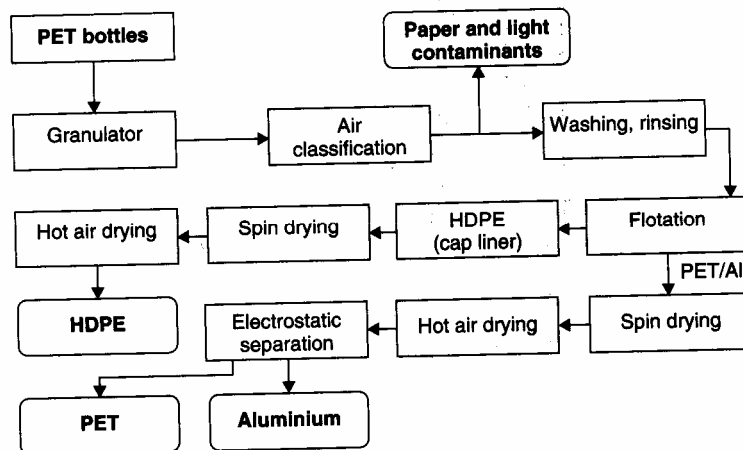 PET bottles
Paper and light
contaminants
Granulator
Air
classification
Washing, rinsing
Hot air drying
Spin drying
HDPE
(cap liner)
Flotation
PET/Al
HDPE
Electrostatic
separation
Hot air drying
Spin drying
PET
Aluminium